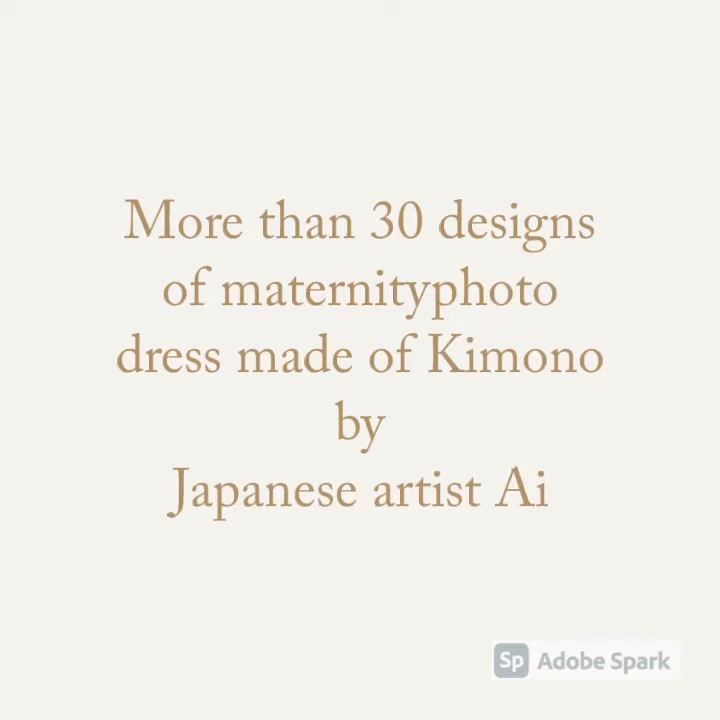 More than 30 designs
of maternityphoto
dress made of Kimono
by
Japanese artist Ai
Sp Adobe Spark